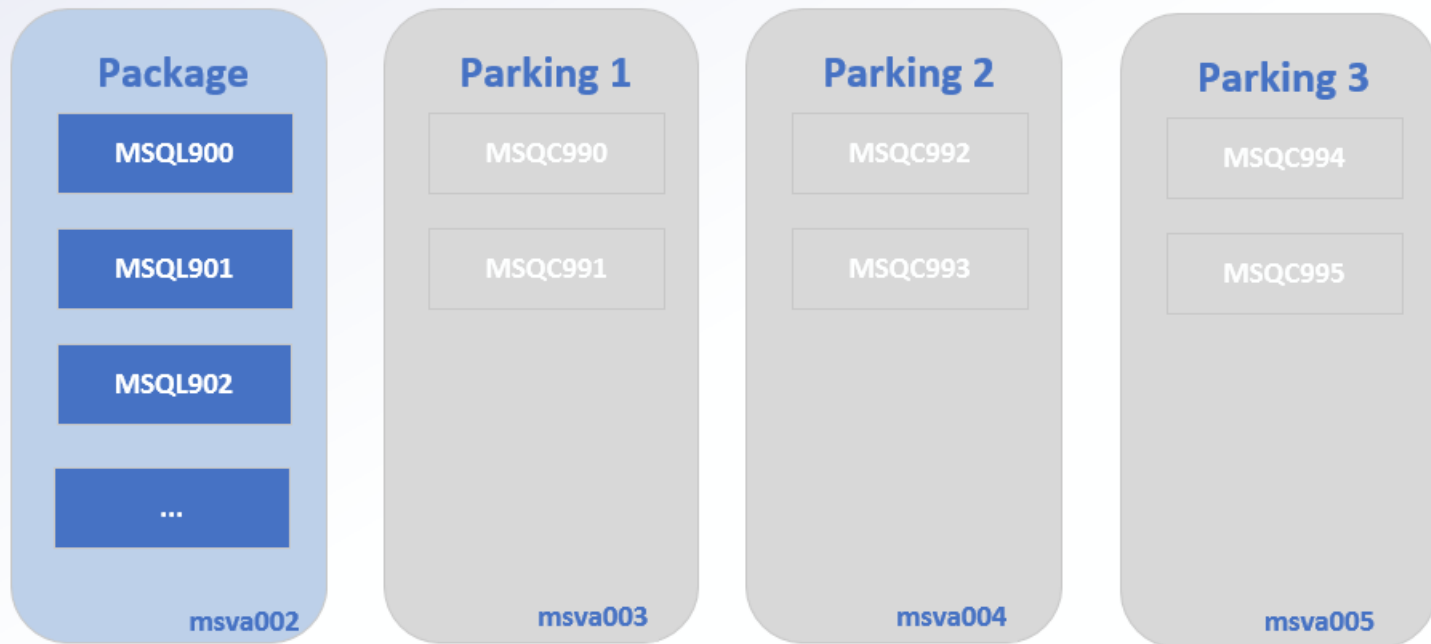 Package
MSQL900
MSQL901
MSQL902
...
msva002
Parking 1
MSQC990
MSQC991
msva003
Parking 2
MSQC992
MSQC993
msva004
Parking 3
MSQC994
MSQC995
msva005